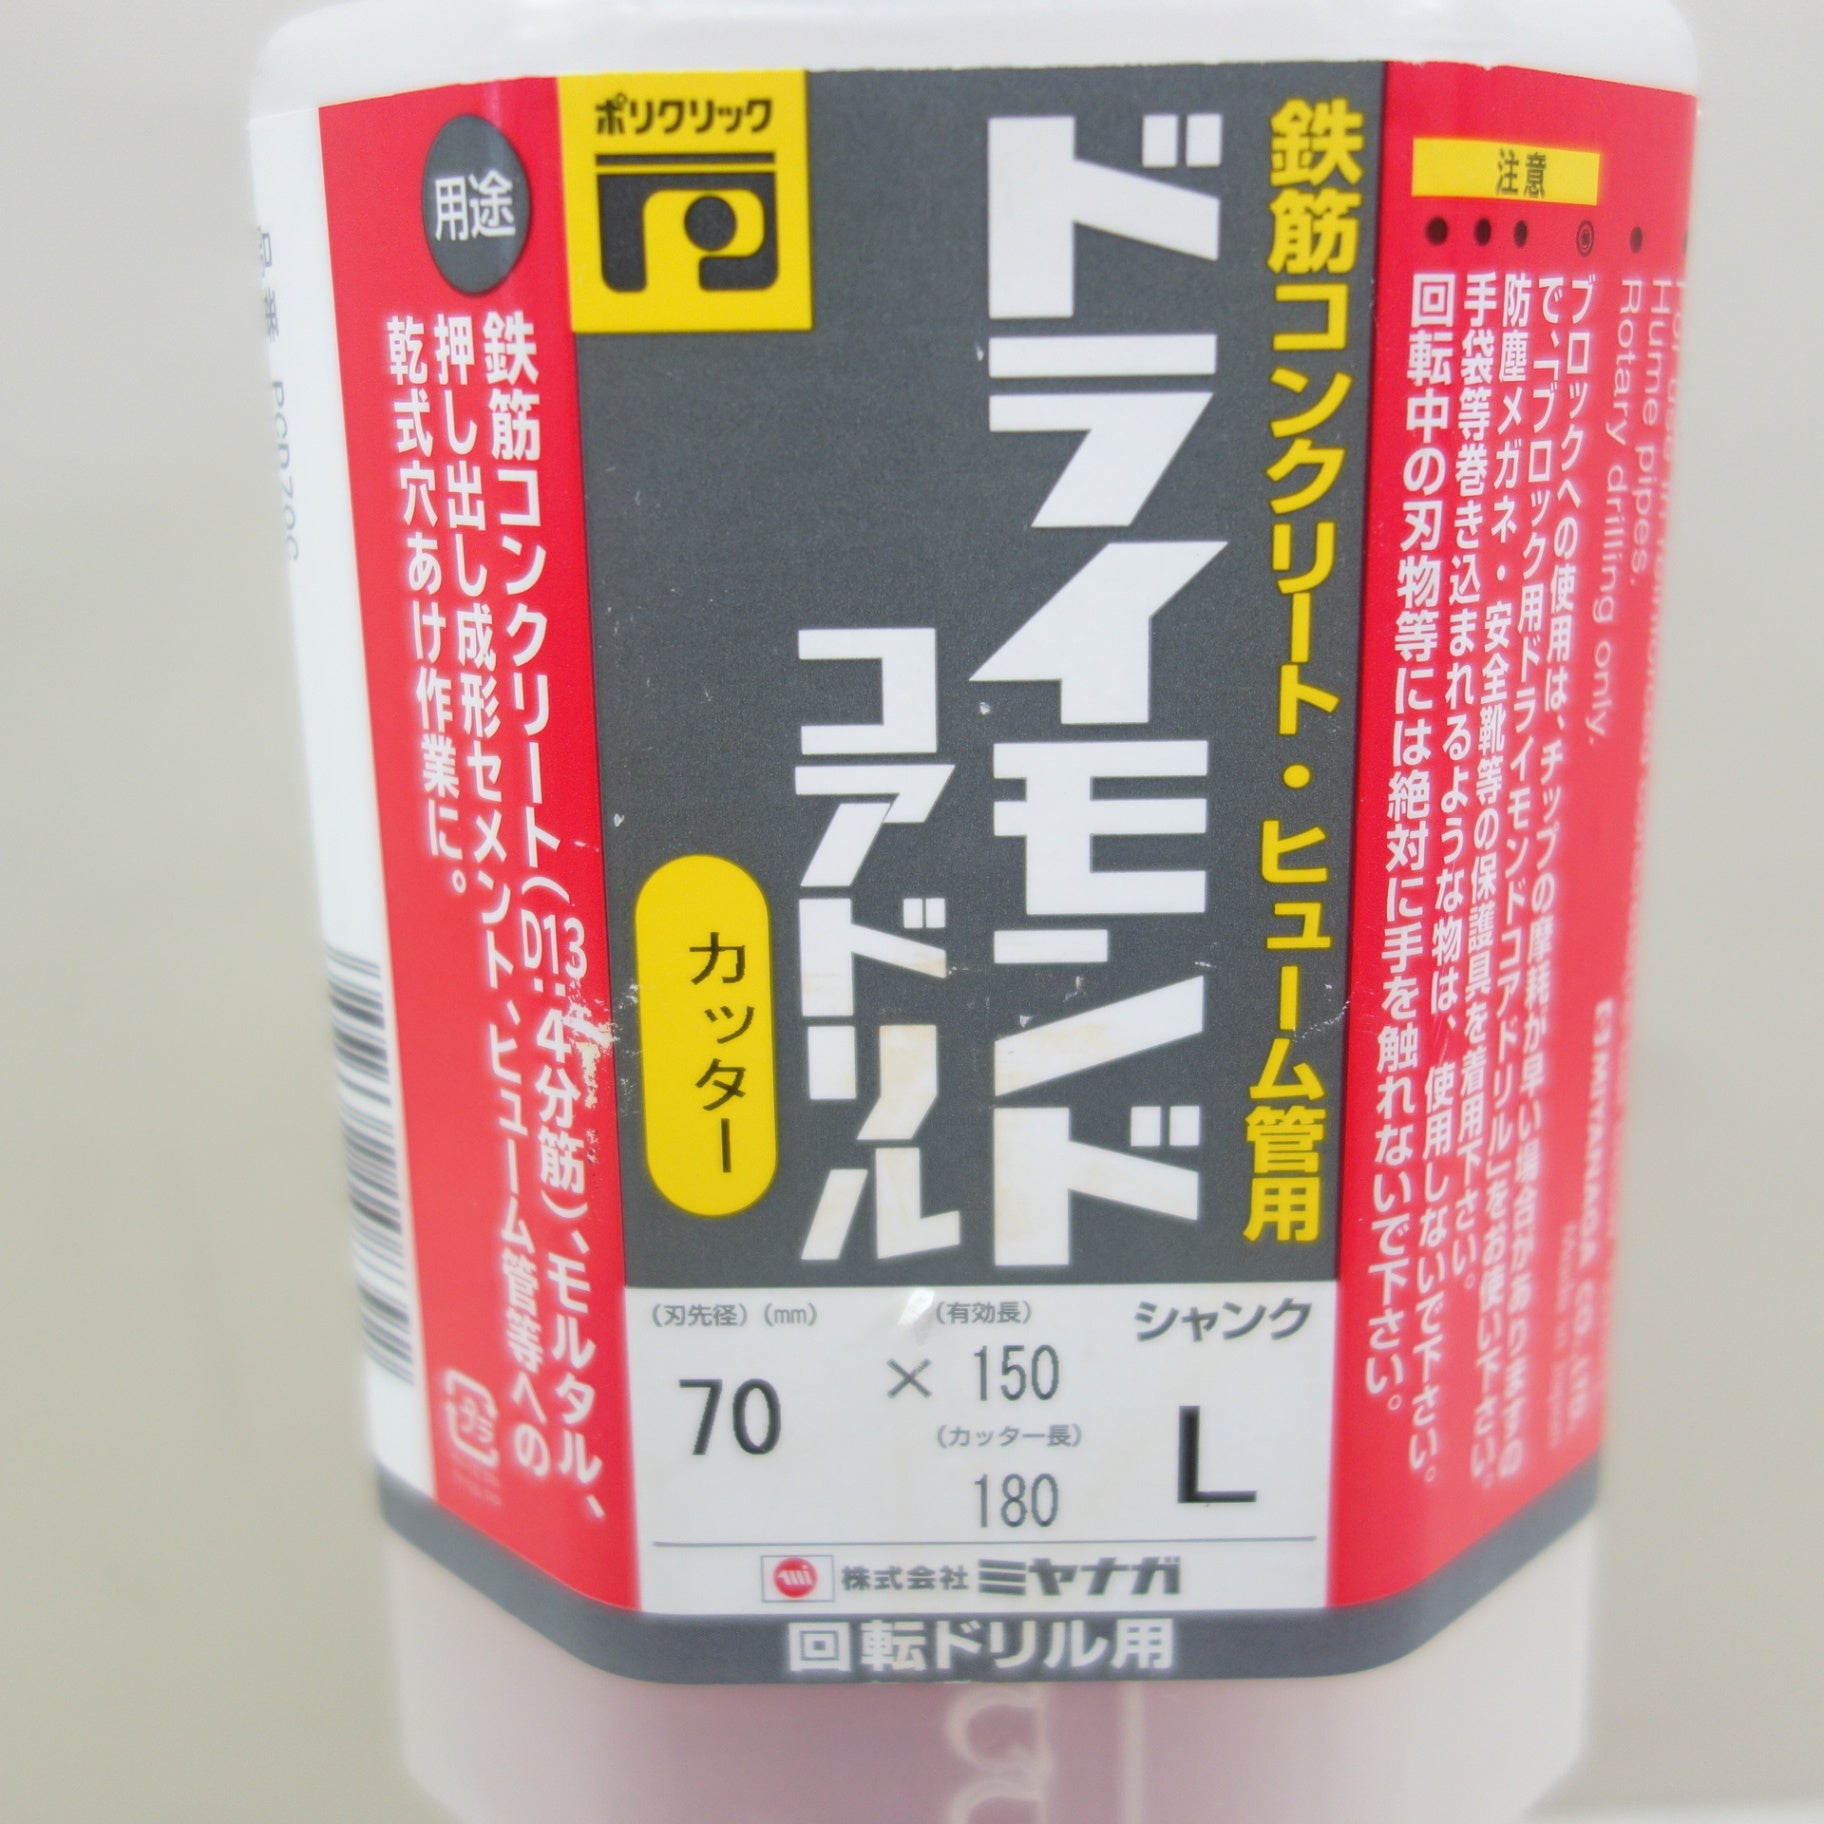 注意
Rotary drilling only.
Hume pipes.
◎ブロックへの使用は、チップの摩耗が早い場合がありますの
で、「ブロック用ドライモンドコアドリル」をお使い下さい。
●防塵メガネ・安全靴等の保護具を着用下さい。
●手袋等巻き込まれるような物は、使用しないで下さい。
●回転中の刃物等には絶対に手を触れないで下さい。
MIYANAGA CO.,LTD.
Made in Japan
鉄筋コンクリート・ヒューム管用
ドライモンド
コアドリル
カッター
ポリクリック
用途
鉄筋コンクリート(D13:4分筋)、モルタル、
押し出し成形セメント、ヒューム管等への
乾式穴あけ作業に。
プラ
(刃先径)(mm)
70
(有効長)
× 150
(カッター長)
180
シャンク
L
株式会社 ミヤナガ
回転ドリル用